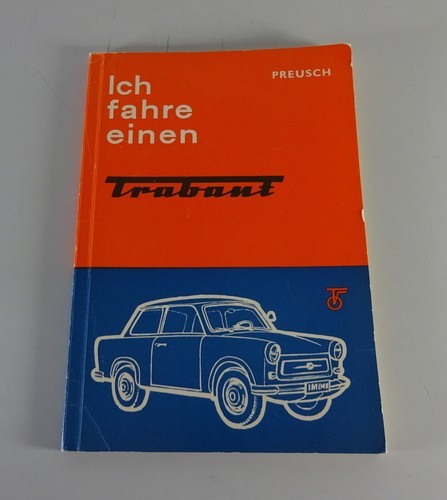 Ich
fahre
einen
PREUSCH
Trabant